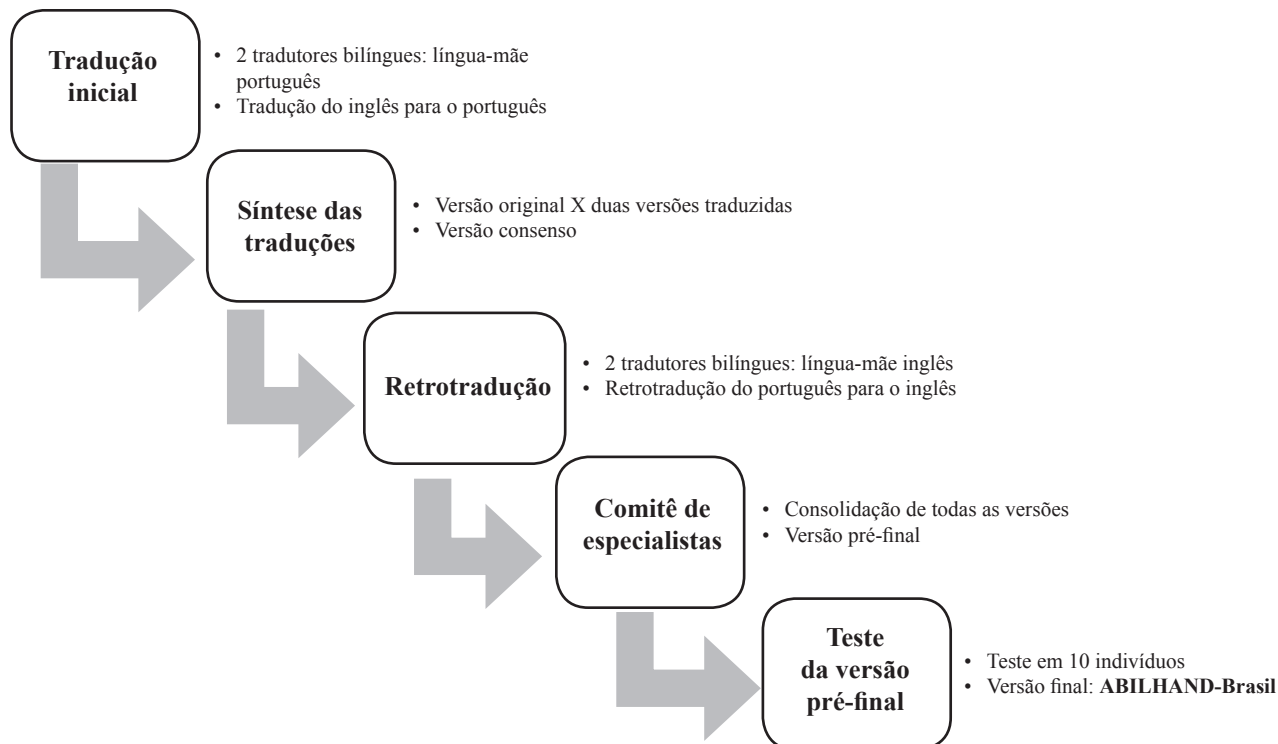 Tradução
inicial
• 2 tradutores bilíngues: língua-mãe
português
• Tradução do inglês para o português
Síntese das
traduções
• Versão original X duas versões traduzidas
• Versão consenso
Retrotradução
• 2 tradutores bilíngues: língua-mãe inglês
• Retrotradução do português para o inglês
Comitê de
especialistas
• Consolidação de todas as versões
• Versão pré-final
Teste
da versão
pré-final
• Teste em 10 indivíduos
• Versão final: ABILHAND-Brasil